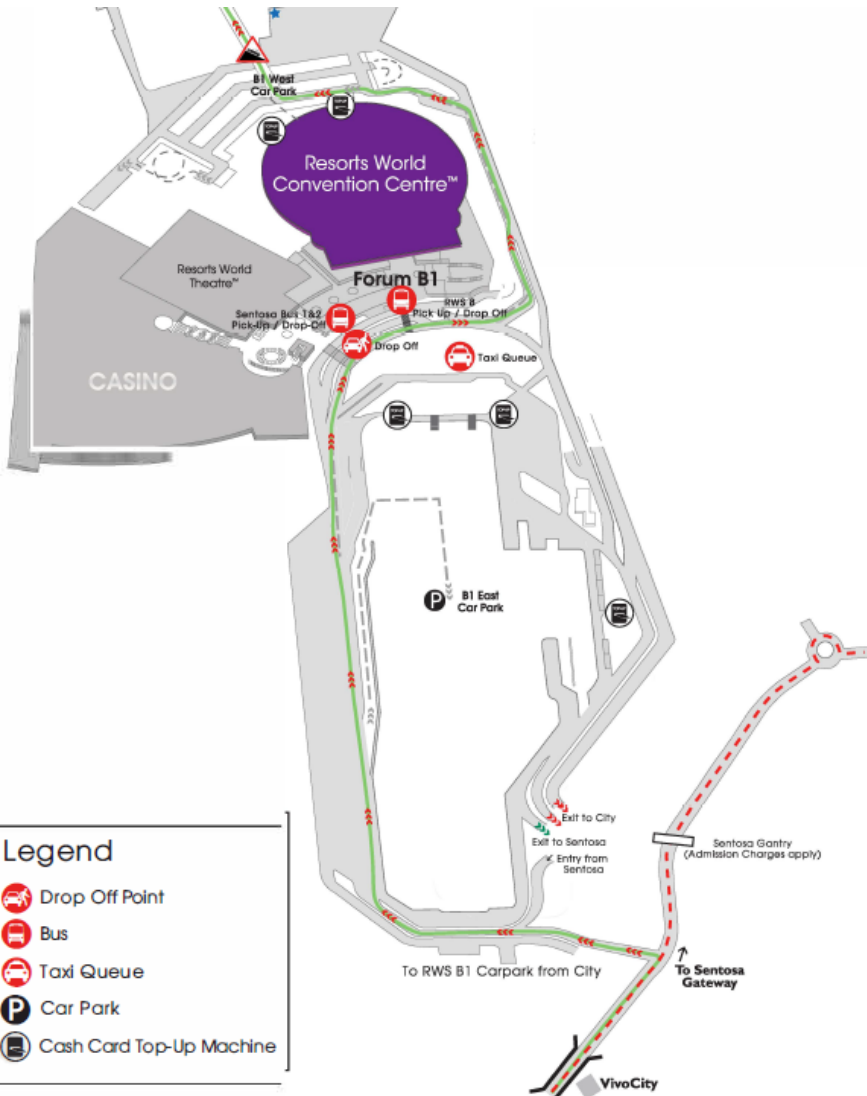 B1 West
Car Park
Resorts World
Convention Centre™
Resorts World
Theatre™
Forum B1
RWS 8
Pick Up / Drop Off
Sentosa Bus 1&2
Pick-Up / Drop-Off
Drop Off
Taxi Queue
CASINO
P
B1 East
Car Park
Exit to City
Exit to Sentosa
Entry from
Sentosa
Sentosa Gantry
(Admission Charges apply)
To RWS B1 Carpark from City
To Sentosa
Gateway
VivoCity
Legend
Drop Off Point
Bus
Taxi Queue
P Car Park
Cash Card Top-Up Machine